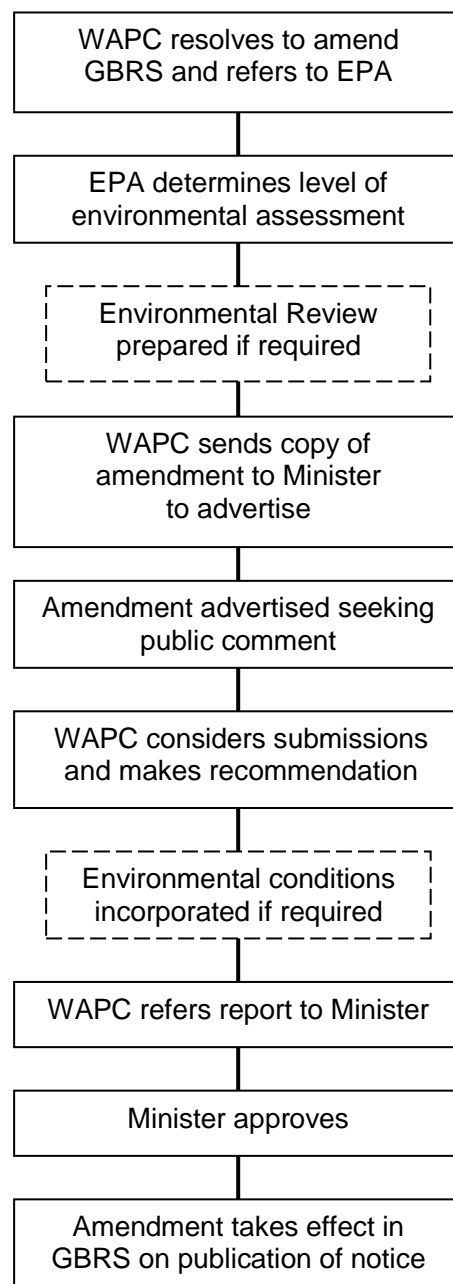 WAPC resolves to amend
GBRS and refers to EPA
EPA determines level of
environmental assessment
Environmental Review
prepared if required
WAPC sends copy of
amendment to Minister
to advertise
Amendment advertised seeking
public comment
WAPC considers submissions
and makes recommendation
Environmental conditions
incorporated if required
WAPC refers report to Minister
Minister approves
Amendment takes effect in
GBRS on publication of notice